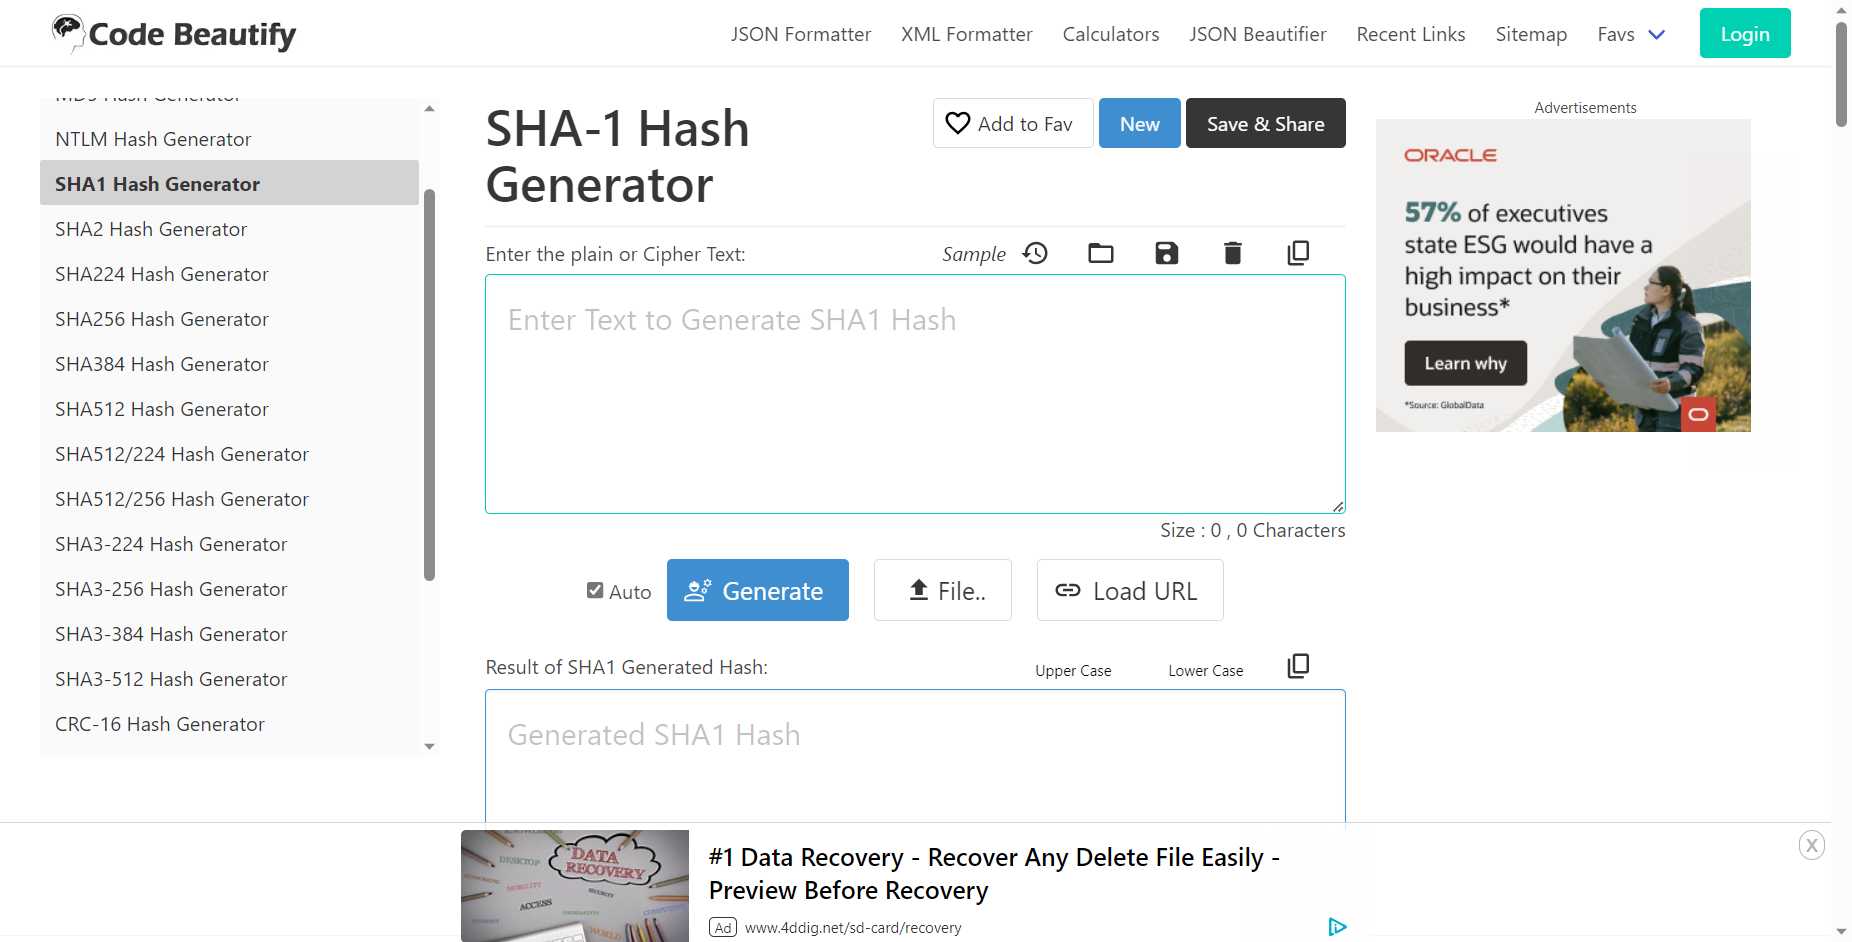 Code Beautify
JSON Formatter
XML Formatter
Calculators
JSON Beautifier
Recent Links
Sitemap
Favs
Login
MD5 Hash Generator
NTLM Hash Generator
SHA1 Hash Generator
SHA2 Hash Generator
SHA224 Hash Generator
SHA256 Hash Generator
SHA384 Hash Generator
SHA512 Hash Generator
SHA512/224 Hash Generator
SHA512/256 Hash Generator
SHA3-224 Hash Generator
SHA3-256 Hash Generator
SHA3-384 Hash Generator
SHA3-512 Hash Generator
CRC-16 Hash Generator
SHA-1 Hash
Generator
Add to Fav
New
Save & Share
Enter the plain or Cipher Text:
Sample
Enter Text to Generate SHA1 Hash
Size : 0 , 0 Characters
Auto
Generate
File..
Load URL
Result of SHA1 Generated Hash:
Upper Case
Lower Case
Generated SHA1 Hash
Advertisements
ORACLE
57% of executives
state ESG would have a
high impact on their
business*
Learn why
*Source: GlobalData
DESKTOP
DATA
RECOVERY
MOBILITY
SECURITY
ACCESS
WORLD
#1 Data Recovery - Recover Any Delete File Easily -
Preview Before Recovery
Ad www.4ddig.net/sd-card/recovery
X